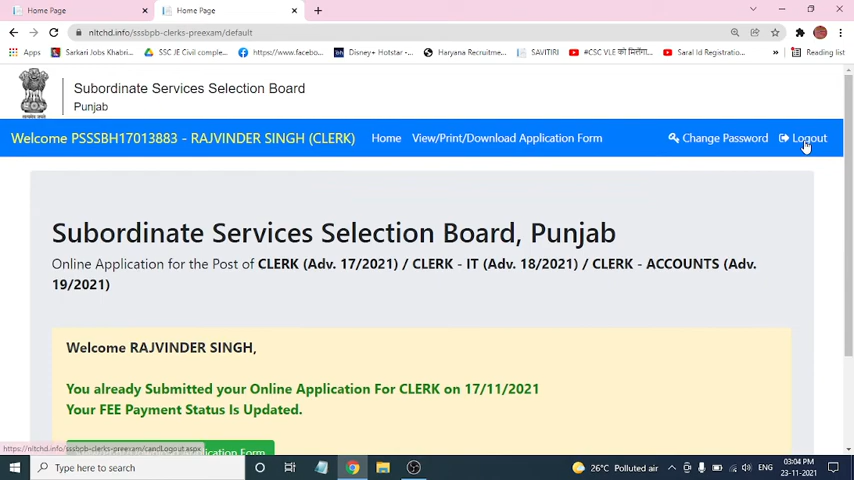 Home Page
Home Page
nitchd.info/sssbpb-clerks-preexam/default
Apps
Sarkari Jobs Khabri...
SSC JE Civil comple...
https://www.facebo...
Disney+ Hotstar -...
Haryana Recruitme...
SAVITIRI
#CSC VLE को मिलेगा...
Saral Id Registratio...
Reading list
Subordinate Services Selection Board
Punjab
Welcome PSSSBH17013883 - RAJVINDER SINGH (CLERK)
Home
View/Print/Download Application Form
Change Password
Logout
Subordinate Services Selection Board, Punjab
Online Application for the Post of CLERK (Adv. 17/2021) / CLERK - IT (Adv. 18/2021) / CLERK - ACCOUNTS (Adv.
19/2021)
Welcome RAJVINDER SINGH,
You already Submitted your Online Application For CLERK on 17/11/2021
Your FEE Payment Status Is Updated.
Application Form
https://nitchd.info/sssbpb-clerks-preexam/candLogout.aspx
Type here to search
26°C Polluted air
ENG
03:04 PM
23-11-2021